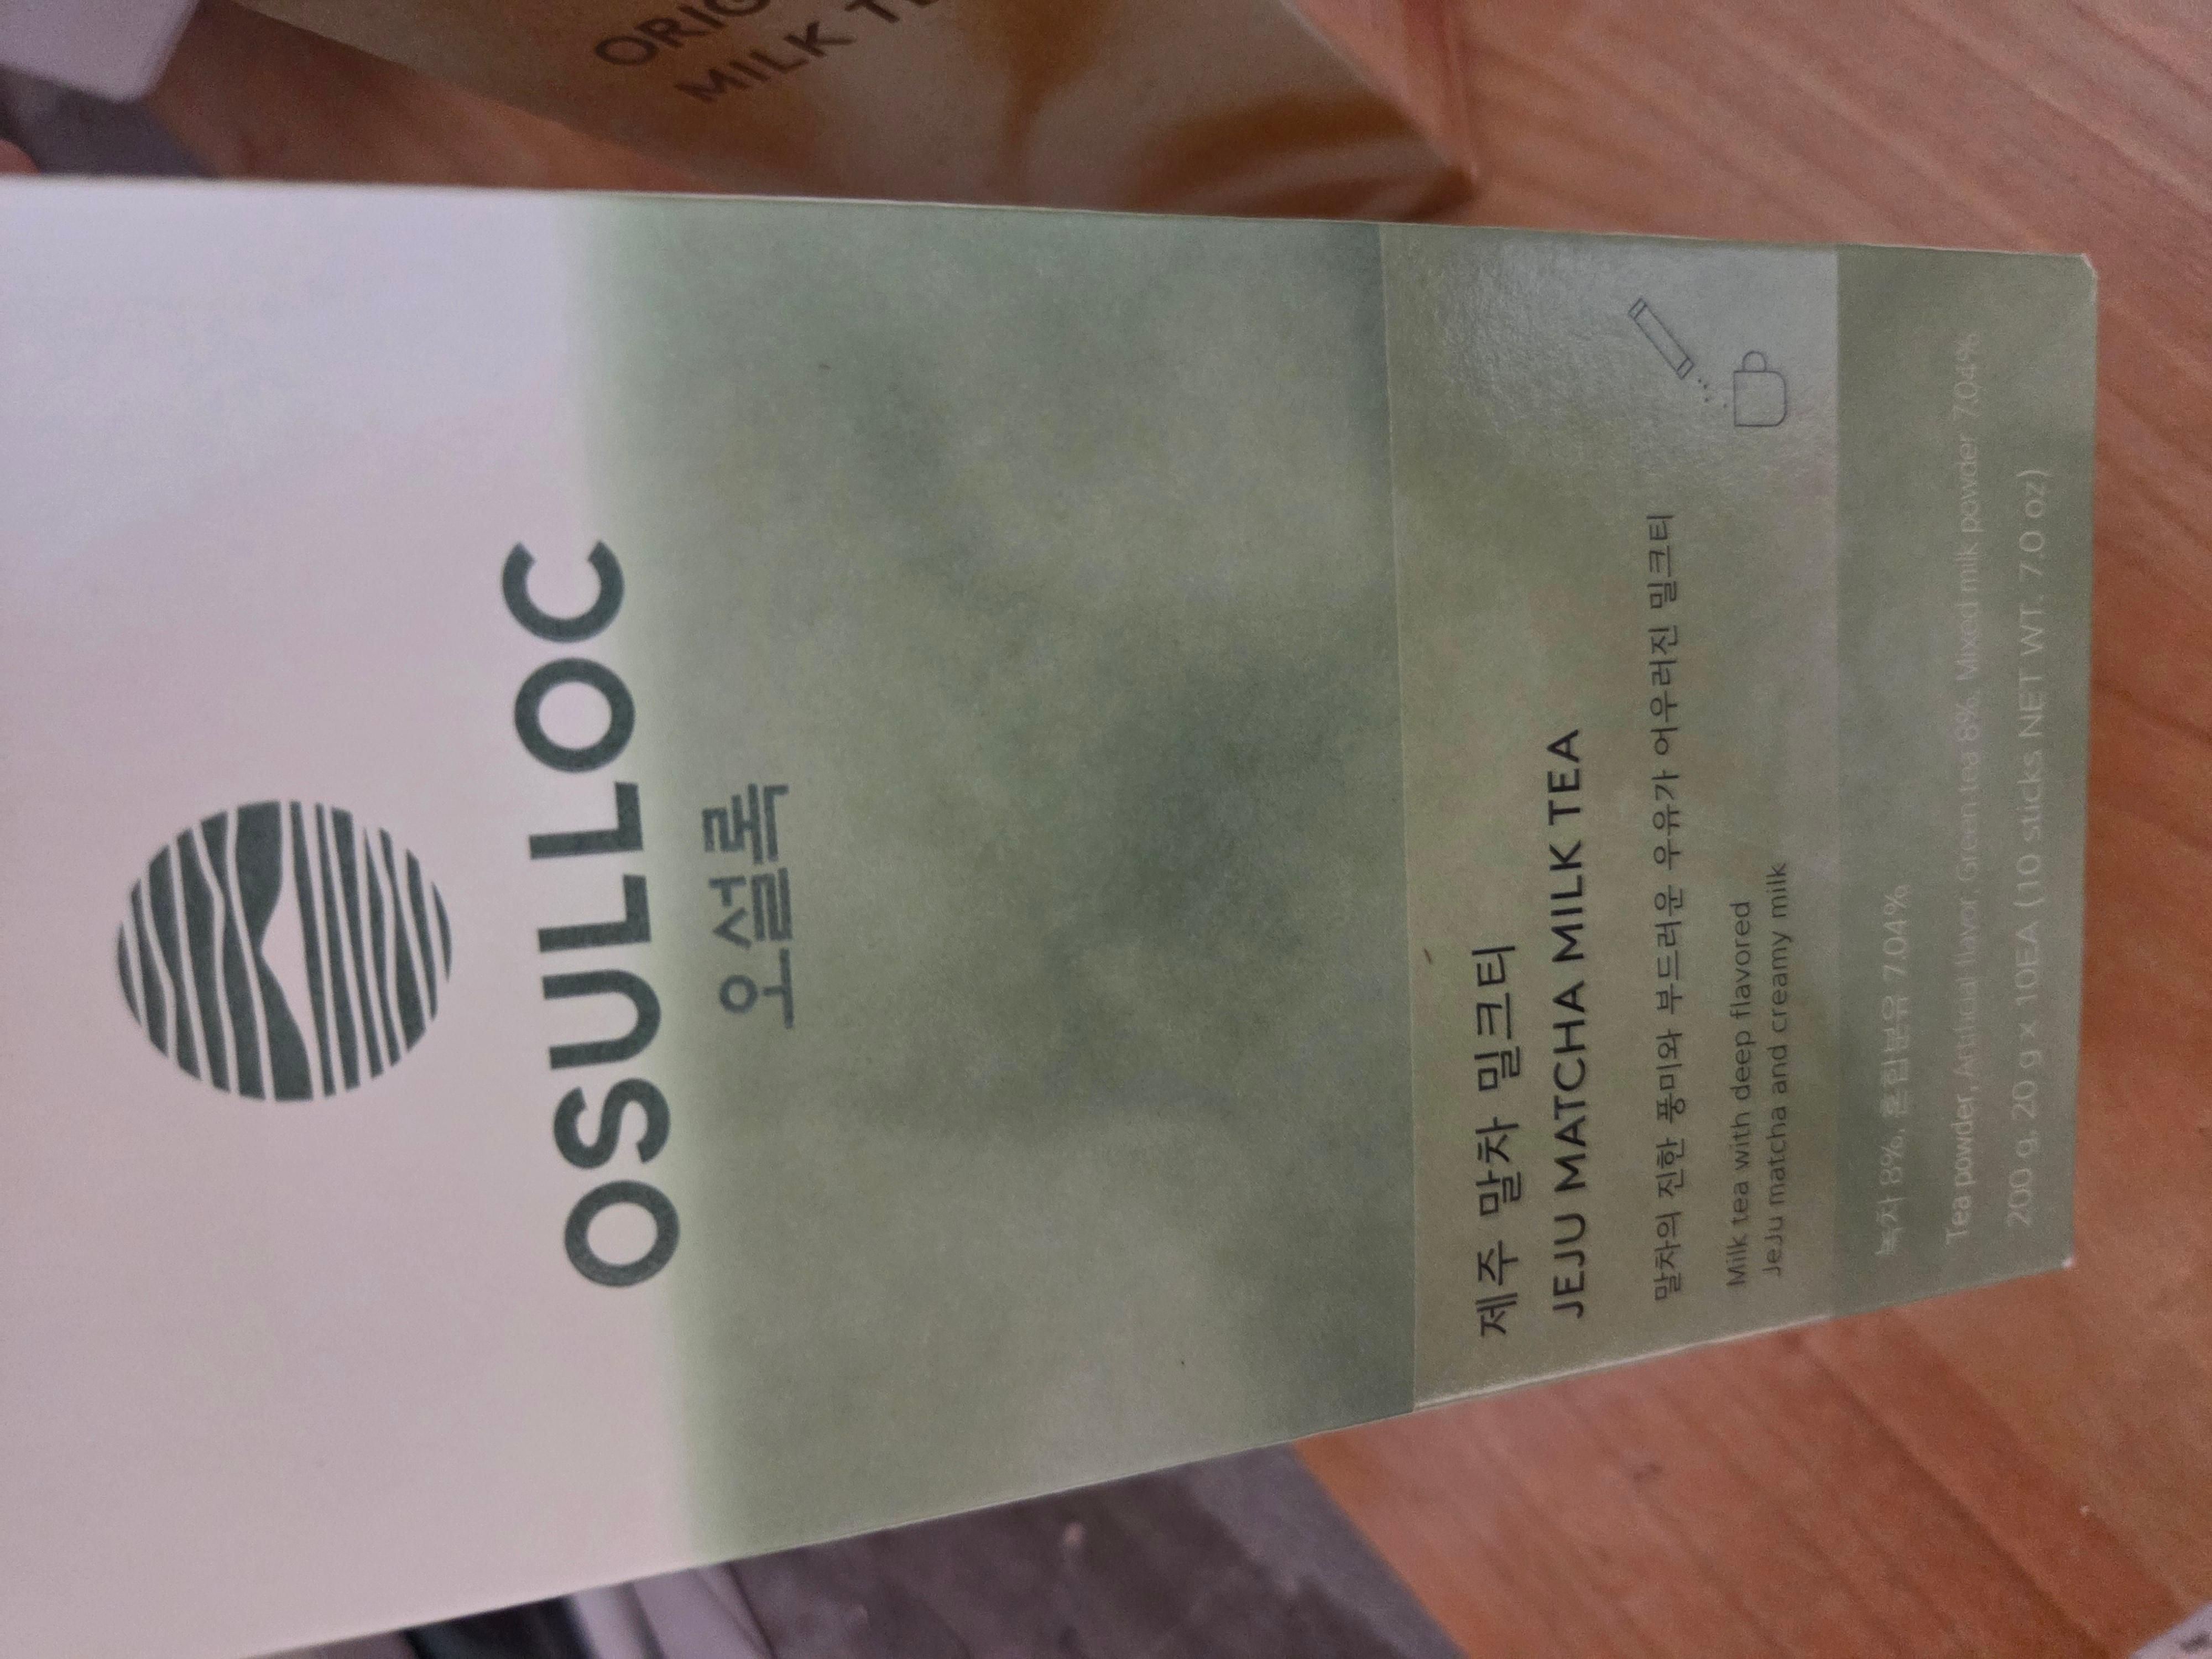 OSULLOC
오설록
제주 말차 밀크티
JEJU MATCHA MILK TEA
말차의 진한 풍미와 부드러운 우유가 어우러진 밀크티
Milk tea with deep flavored
Jeju matcha and creamy milk
녹차 8%, 혼합분유 7.04%
Tea powder, Artificial flavor, Green tea 8%, Mixed milk powder 7.04%
200 g, 20 g x 10EA (10 sticks NET WT. 7.0 oz)
MILK